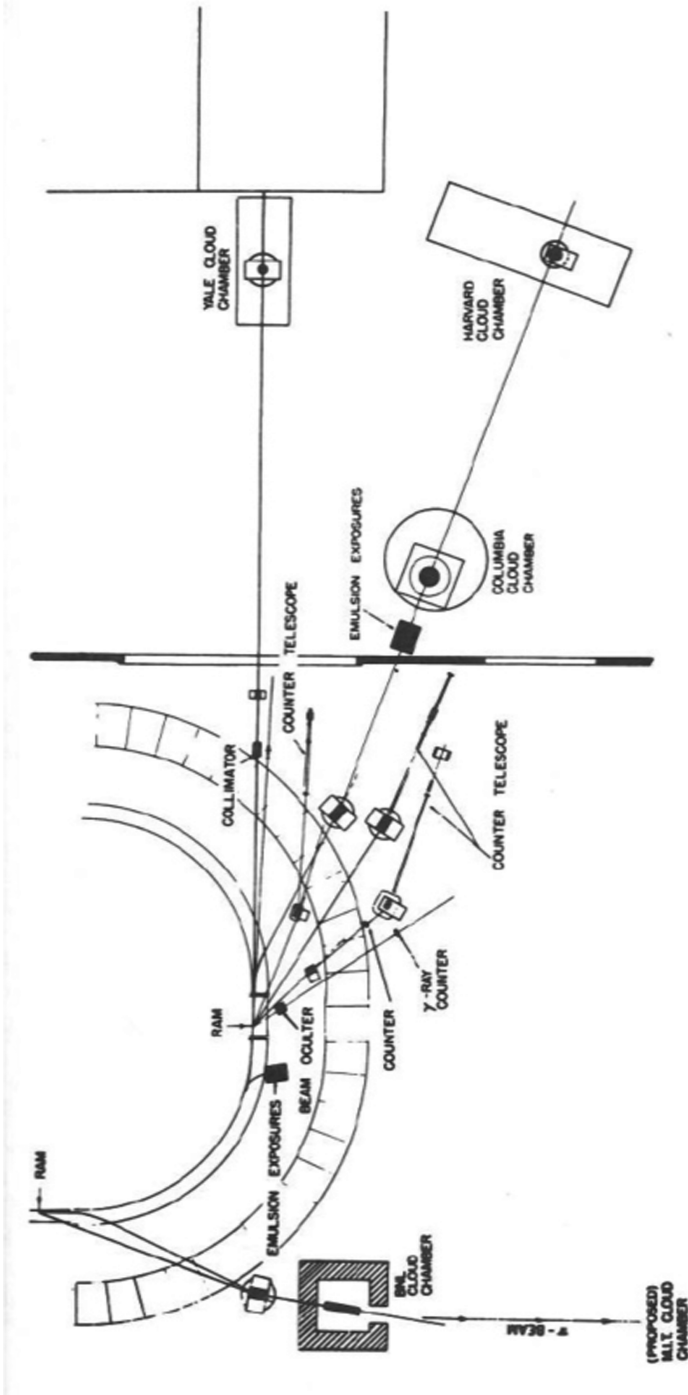 YALE CLOUD
CHAMBER
HARVARD
CLOUD
CHAMBER
EMULSION EXPOSURES
COLUMBIA
CLOUD
CHAMBER
COUNTER TELESCOPE
COLLIMATOR
COUNTER TELESCOPE
RAM
γ-RAY
COUNTER
COUNTER
BEAM OCULTER
EMULSION EXPOSURES
RAM
BNL
CLOUD
CHAMBER
π-BEAM
(PROPOSED)
M.I.T. CLOUD
CHAMBER